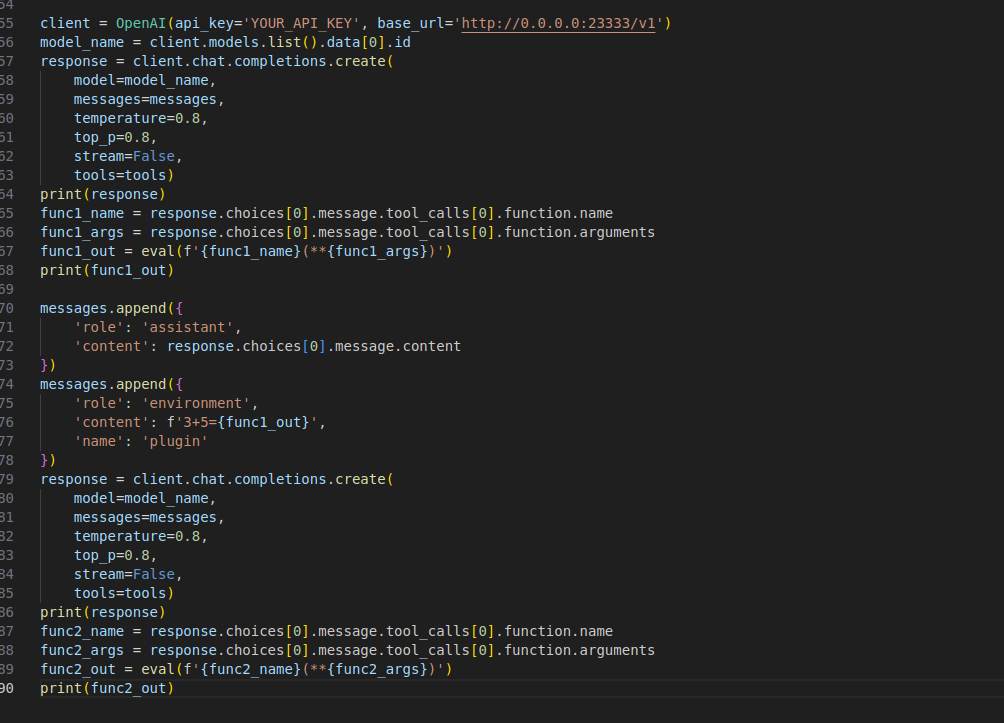 54
55 client = OpenAI(api_key='YOUR_API_KEY', base_url='http://0.0.0.0:23333/v1')
56 model_name = client.models.list().data[0].id
57 response = client.chat.completions.create(
58     model=model_name,
59     messages=messages,
60     temperature=0.8,
61     top_p=0.8,
62     stream=False,
63     tools=tools)
64 print(response)
65 func1_name = response.choices[0].message.tool_calls[0].function.name
66 func1_args = response.choices[0].message.tool_calls[0].function.arguments
67 func1_out = eval(f'{func1_name}(**{func1_args})')
68 print(func1_out)
69
70 messages.append({
71     'role': 'assistant',
72     'content': response.choices[0].message.content
73 })
74 messages.append({
75     'role': 'environment',
76     'content': f'3+5={func1_out}',
77     'name': 'plugin'
78 })
79 response = client.chat.completions.create(
80     model=model_name,
81     messages=messages,
82     temperature=0.8,
83     top_p=0.8,
84     stream=False,
85     tools=tools)
86 print(response)
87 func2_name = response.choices[0].message.tool_calls[0].function.name
88 func2_args = response.choices[0].message.tool_calls[0].function.arguments
89 func2_out = eval(f'{func2_name}(**{func2_args})')
90 print(func2_out)